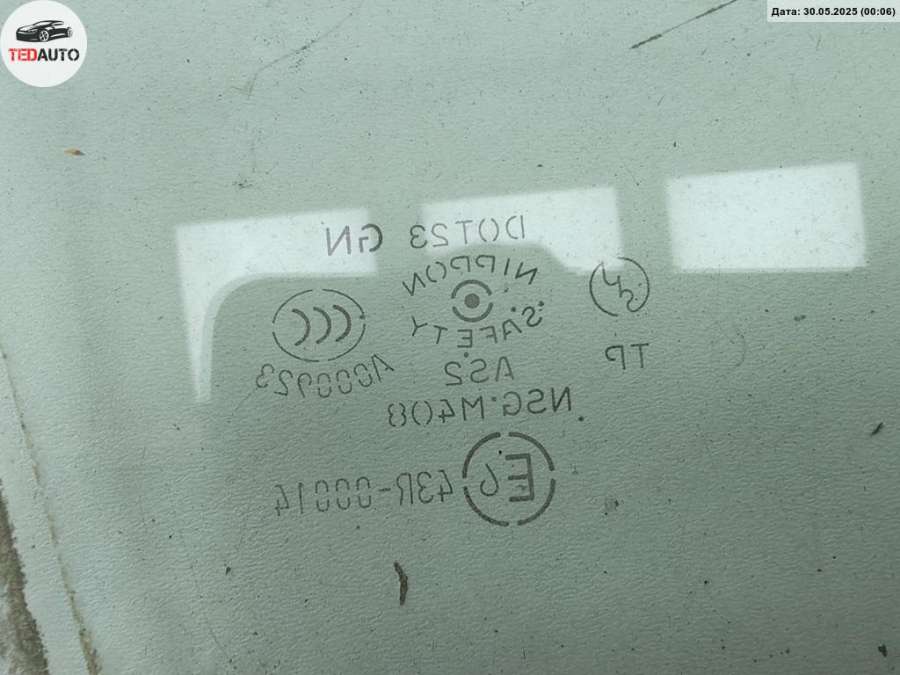 TEDAUTO
Дата: 30.05.2025 (00:06)
DOT23 GN
NIPPON
SAFETY
CCC
A000923
TP
AS2
NSG·M408
E6 43R-00014